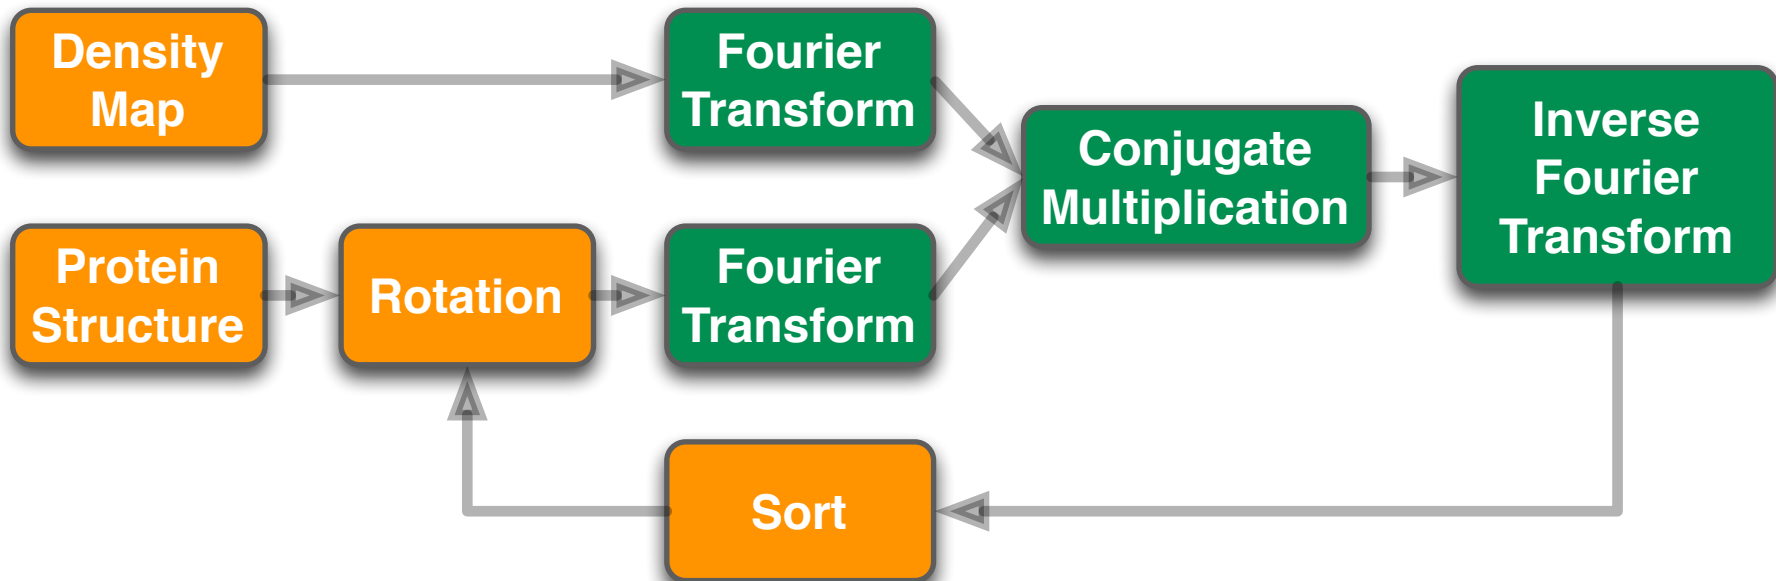 Density
Map
Fourier
Transform
Conjugate
Multiplication
Inverse
Fourier
Transform
Protein
Structure
Rotation
Fourier
Transform
Sort